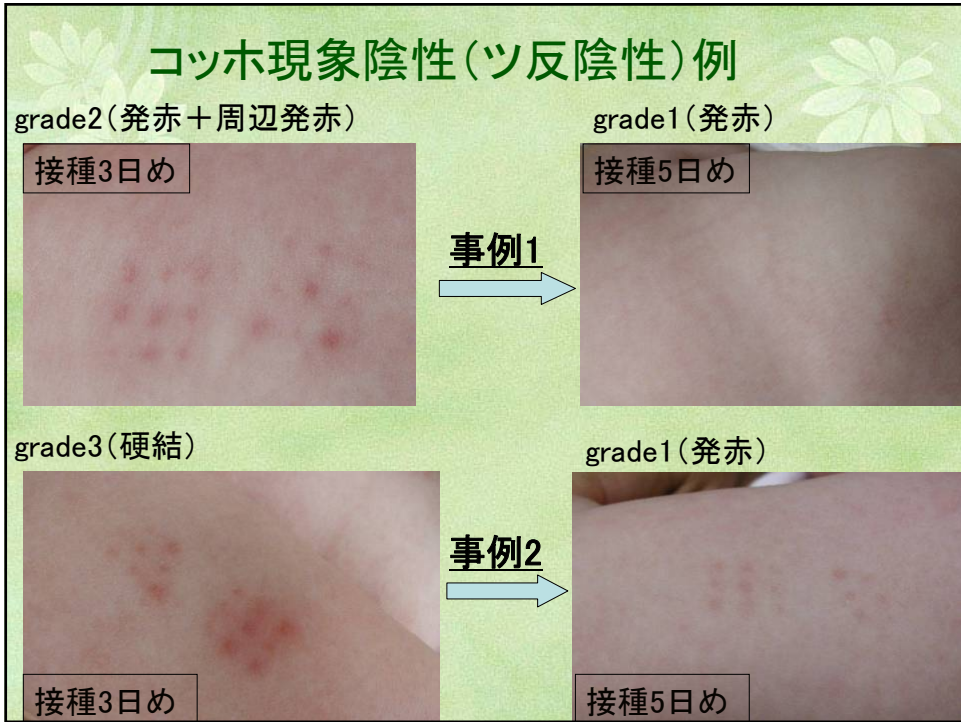 コッホ現象陰性(ツ反陰性)例
grade2(発赤+周辺発赤)
grade1(発赤)
接種3日め
接種5日め
事例1
grade3(硬結)
grade1(発赤)
事例2
接種3日め
接種5日め